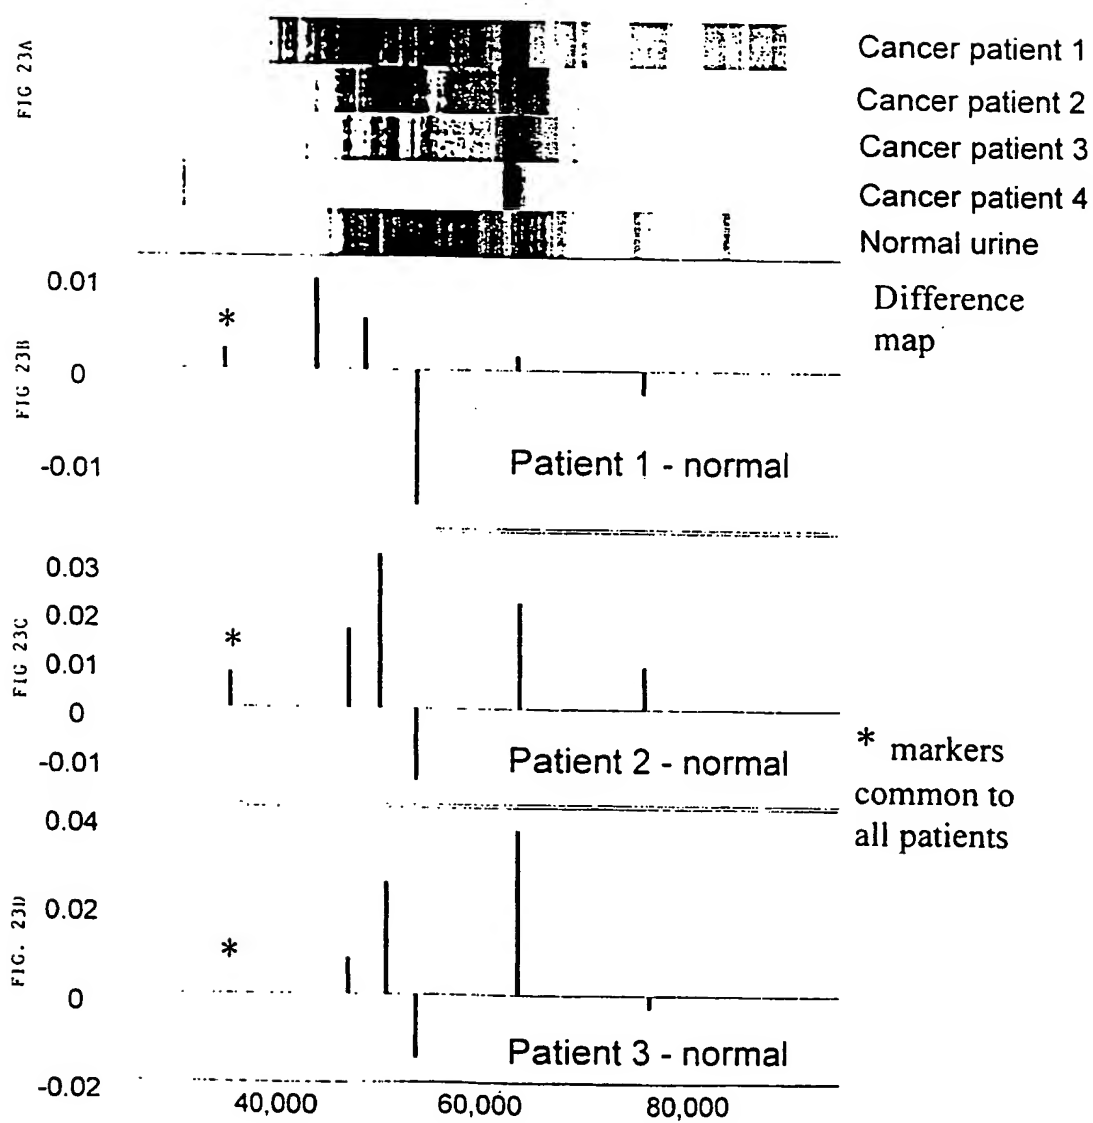 FIG 23A
Cancer patient 1
Cancer patient 2
Cancer patient 3
Cancer patient 4
Normal urine
FIG 23B
0.01
0
-0.01
*
Difference
map
Patient 1 - normal
FIG 23C
0.03
0.02
0.01
0
-0.01
*
Patient 2 - normal
* markers
common to
all patients
FIG. 23D
0.04
0.02
0
-0.02
*
Patient 3 - normal
40,000
60,000
80,000